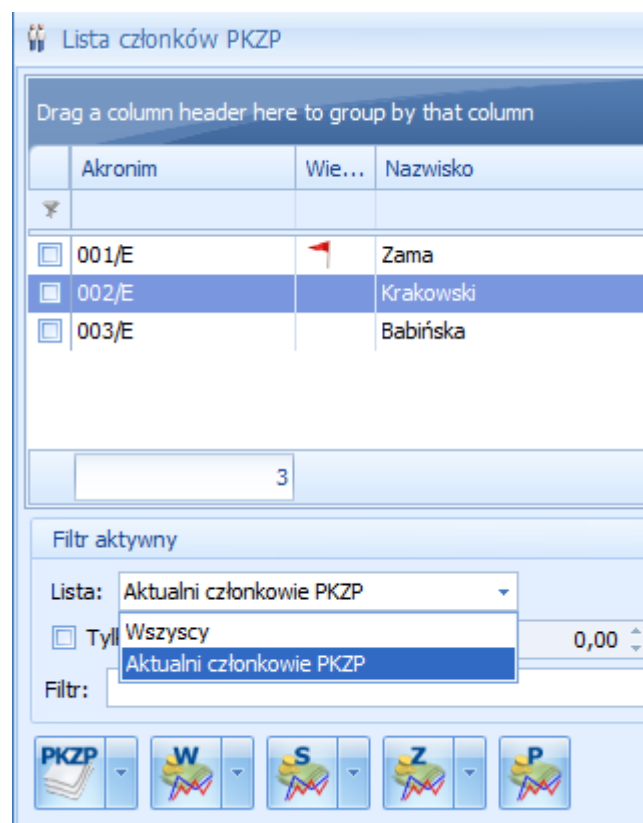 Lista członków PKZP
Drag a column header here to group by that column
Akronim Wie... Nazwisko
001/E Zama
002/E Krakowski
003/E Babińska
3
Filtr aktywny
Lista: Aktualni członkowie PKZP
Wszyscy 0,00
Aktualni członkowie PKZP
Filtr:
PKZP W S Z P